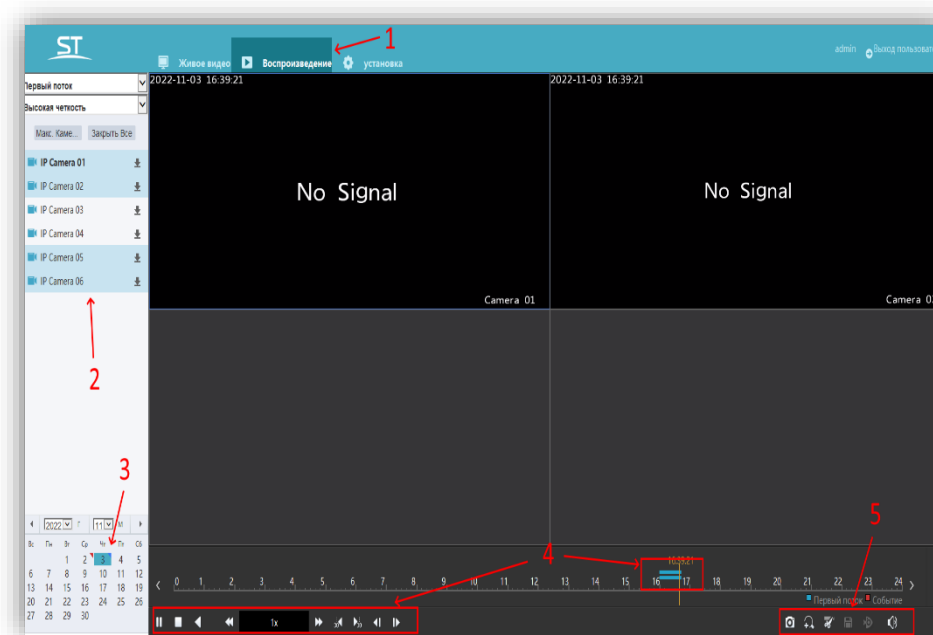 ST
1
Живое видео
Воспроизведение
установка
admin
Выход пользоват
Первый поток
Высокая четкость
Макс. Каме...
Закрыть Все
IP Camera 01
IP Camera 02
IP Camera 03
IP Camera 04
IP Camera 05
IP Camera 06
2
3
2022-11-03 16:39:21
No Signal
Camera 01
2022-11-03 16:39:21
No Signal
Camera 0
2022 г 11 М
Вс Пн Вт Ср Чт Пт Сб
1 2 3 4 5
6 7 8 9 10 11 12
13 14 15 16 17 18 19
20 21 22 23 24 25 26
27 28 29 30
4
5
16:39:21
0 1 2 3 4 5 6 7 8 9 10 11 12 13 14 15 16 17 18 19 20 21 22 23 24
Первый поток
Событие
1x